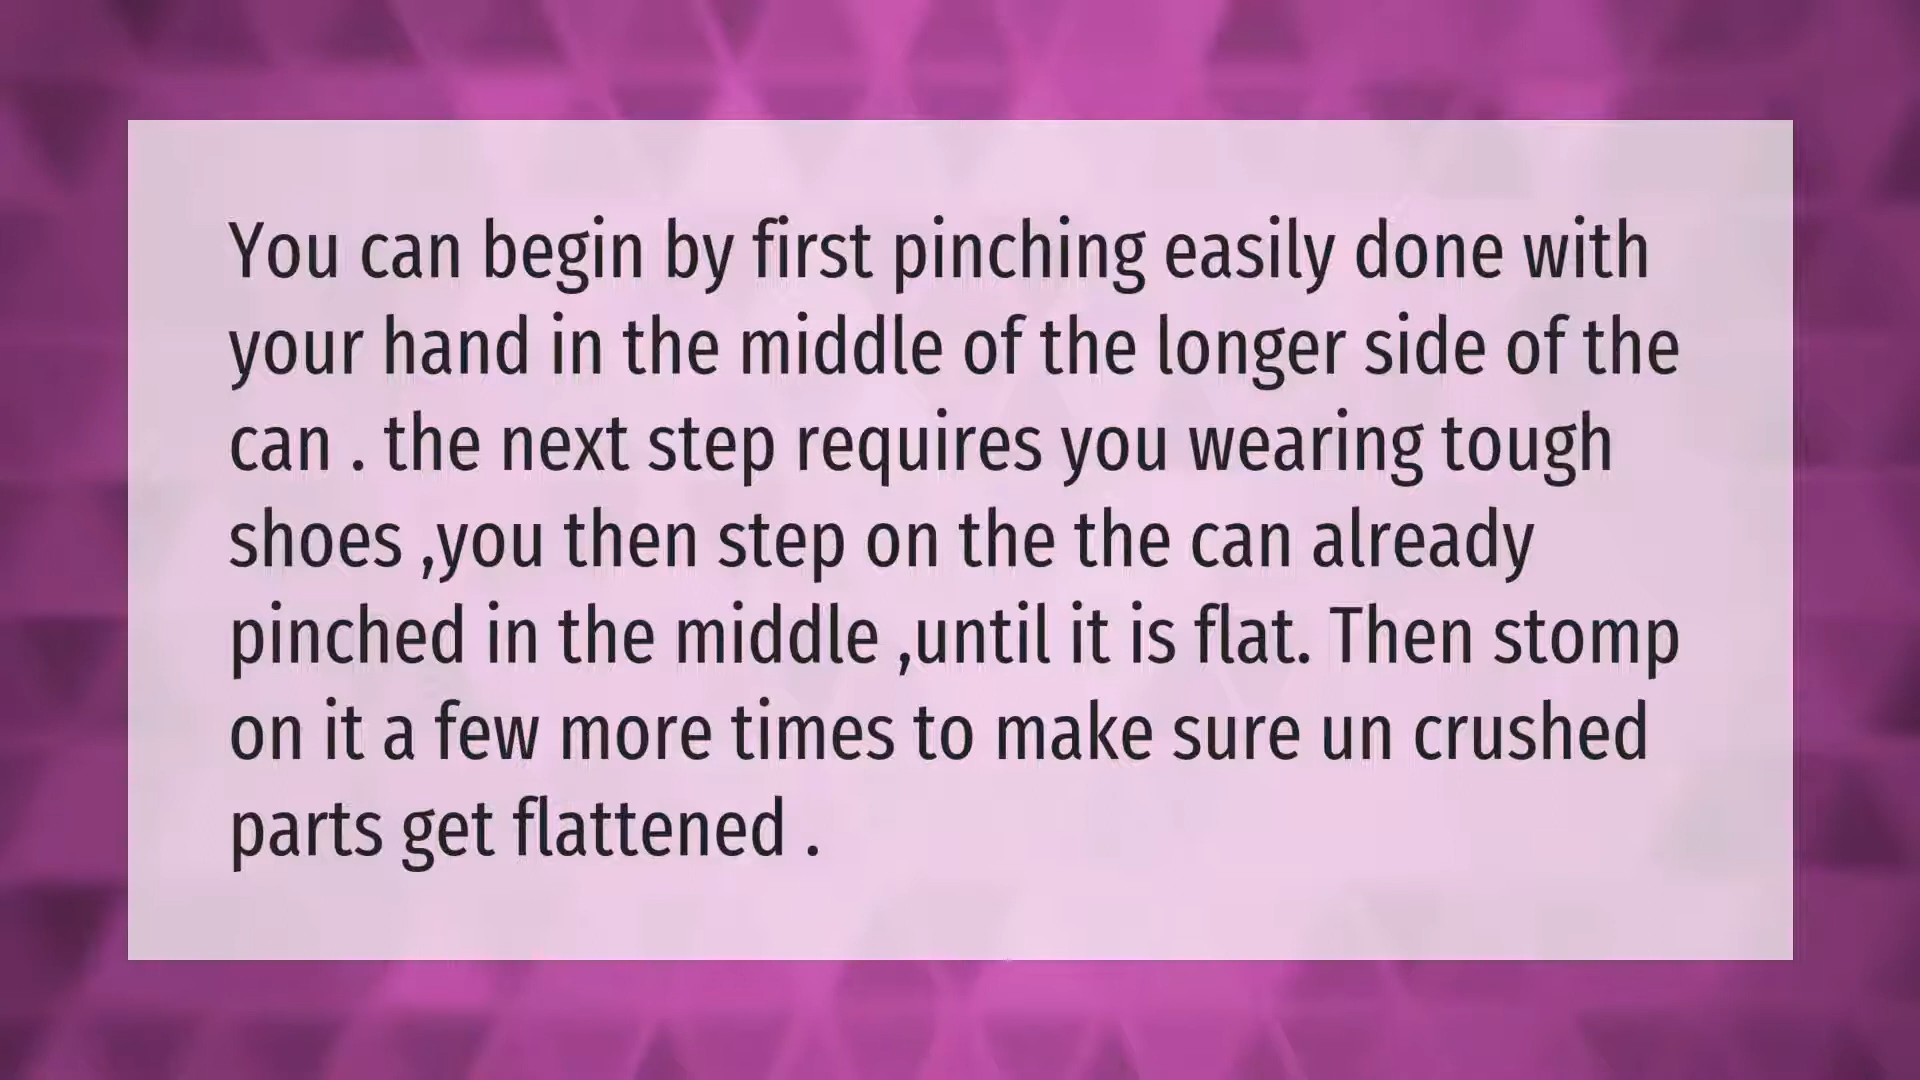 You can begin by first pinching easily done with
your hand in the middle of the longer side of the
can . the next step requires you wearing tough
shoes ,you then step on the the can already
pinched in the middle ,until it is flat. Then stomp
on it a few more times to make sure un crushed
parts get flattened .